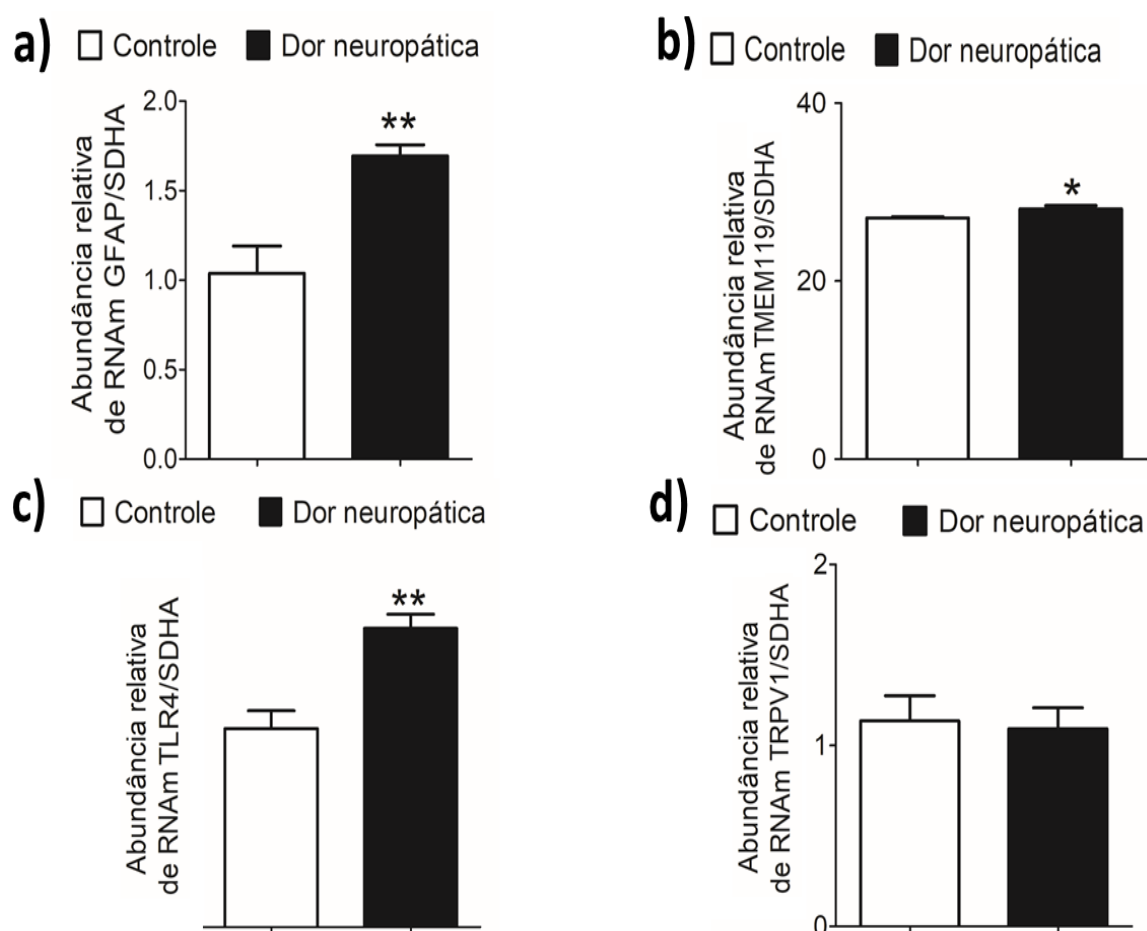 a)
Controle Dor neuropática
Abundância relativa
de RNAm GFAP/SDHA
2.0
1.5
1.0
0.5
0.0
**
b)
Controle Dor neuropática
Abundância relativa
de RNAm TMEM119/SDHA
40
20
0
*
c)
Controle Dor neuropática
Abundância relativa
de RNAm TLR4/SDHA
**
d)
Controle Dor neuropática
Abundância relativa
de RNAm TRPV1/SDHA
2
1
0